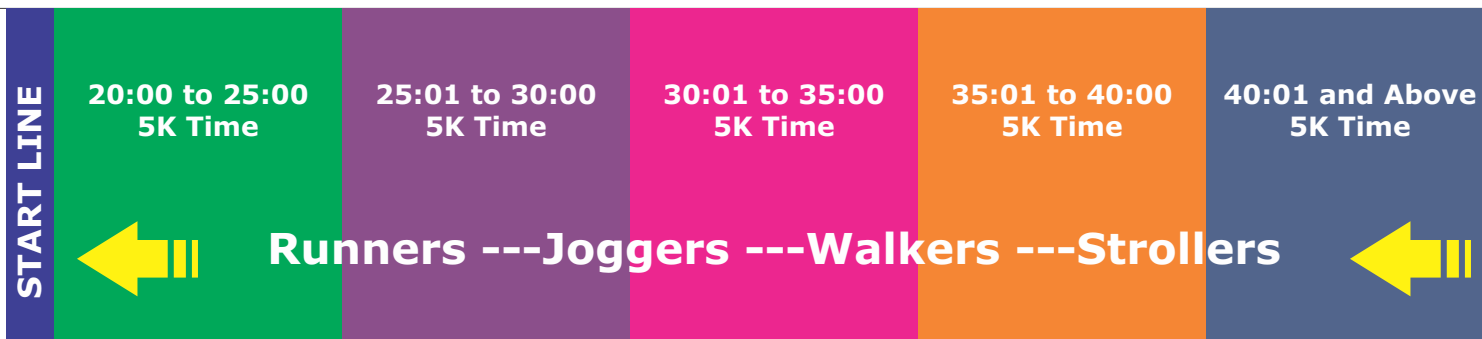 START LINE
20:00 to 25:00
5K Time
25:01 to 30:00
5K Time
30:01 to 35:00
5K Time
35:01 to 40:00
5K Time
40:01 and Above
5K Time
Runners ---Joggers ---Walkers ---Strollers